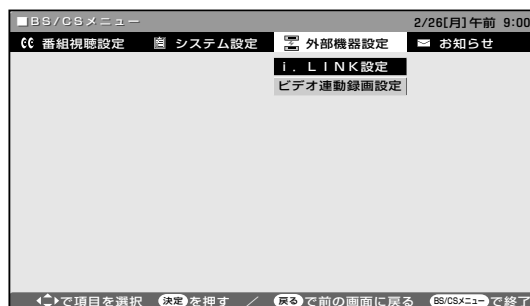 ■BS/CSメニュー 2/26[月]午前 9:00
番組視聴設定 システム設定 外部機器設定 お知らせ
i．LINK設定
ビデオ連動録画設定
で項目を選択 決定を押す ／ 戻るで前の画面に戻る BS/CSメニューで終了